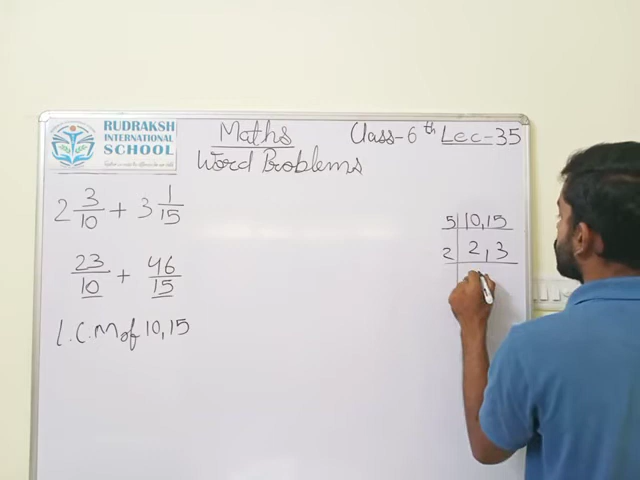 RUDRAKSH
INTERNATIONAL
SCHOOL
Maths
Class-6th Lec-35
Word Problems
2 3/10 + 3 1/15
23/10 + 46/15
L.C.M of 10,15
5 | 10,15
2 | 2,3